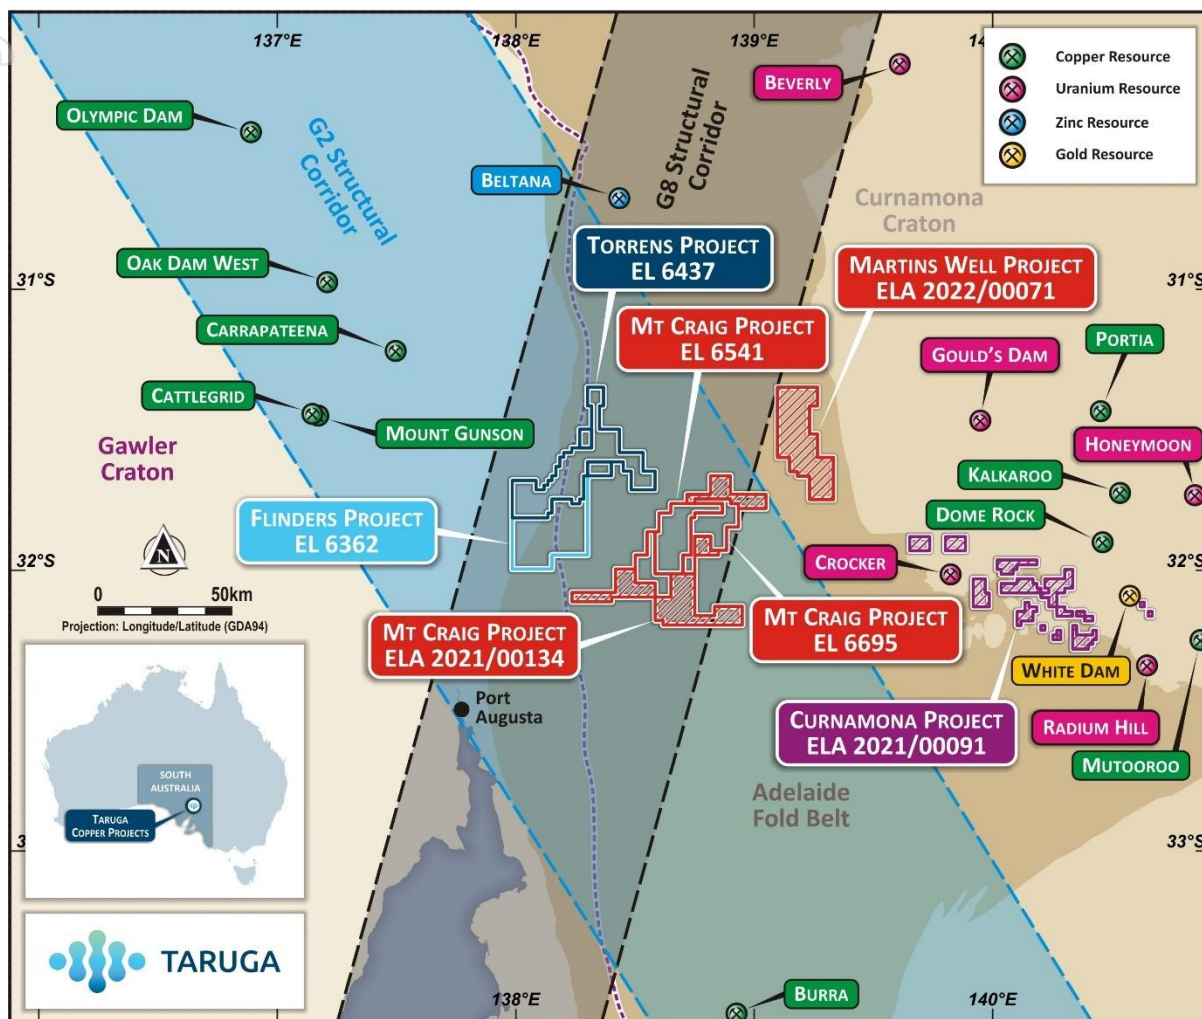 137°E
138°E
139°E
14
Copper Resource
Uranium Resource
Zinc Resource
Gold Resource
BEVERLY
OLYMPIC DAM
G2 Structural
Corridor
G8 Structural
Corridor
BELTANA
Curnamona
Craton
TORRENS PROJECT
EL 6437
MARTINS WELL PROJECT
ELA 2022/00071
OAK DAM WEST
31°S
31°S
CARRAPATEENA
MT CRAIG PROJECT
EL 6541
GOULD'S DAM
PORTIA
CATTLEGRID
MOUNT GUNSON
Gawler
Craton
HONEYMOON
KALKAROO
DOME ROCK
FLINDERS PROJECT
EL 6362
N
CROCKER
32°S
32°S
0
50km
Projection: Longitude/Latitude (GDA94)
MT CRAIG PROJECT
ELA 2021/00134
MT CRAIG PROJECT
EL 6695
WHITE DAM
Port
Augusta
CURNAMONA PROJECT
ELA 2021/00091
RADIUM HILL
MUTOOROO
SOUTH
AUSTRALIA
TARUGA
COPPER PROJECTS
Adelaide
Fold Belt
3
33°S
TARUGA
138°E
BURRA
140°E